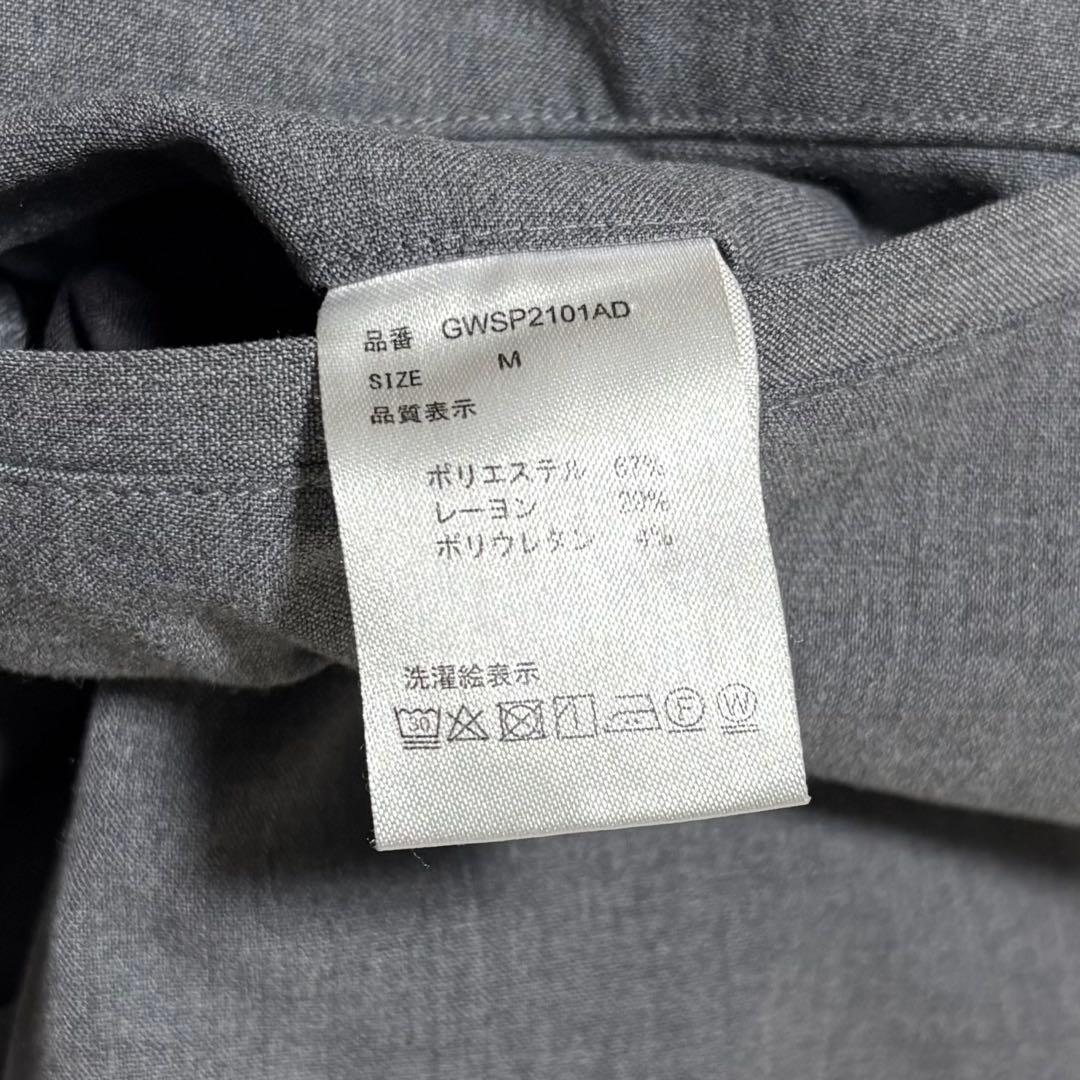 品番 GWSP2101AD
SIZE M
品質表示
ポリエステル 67%
レーヨン 29%
ポリウレタン 4%
洗濯絵表示
30 F W